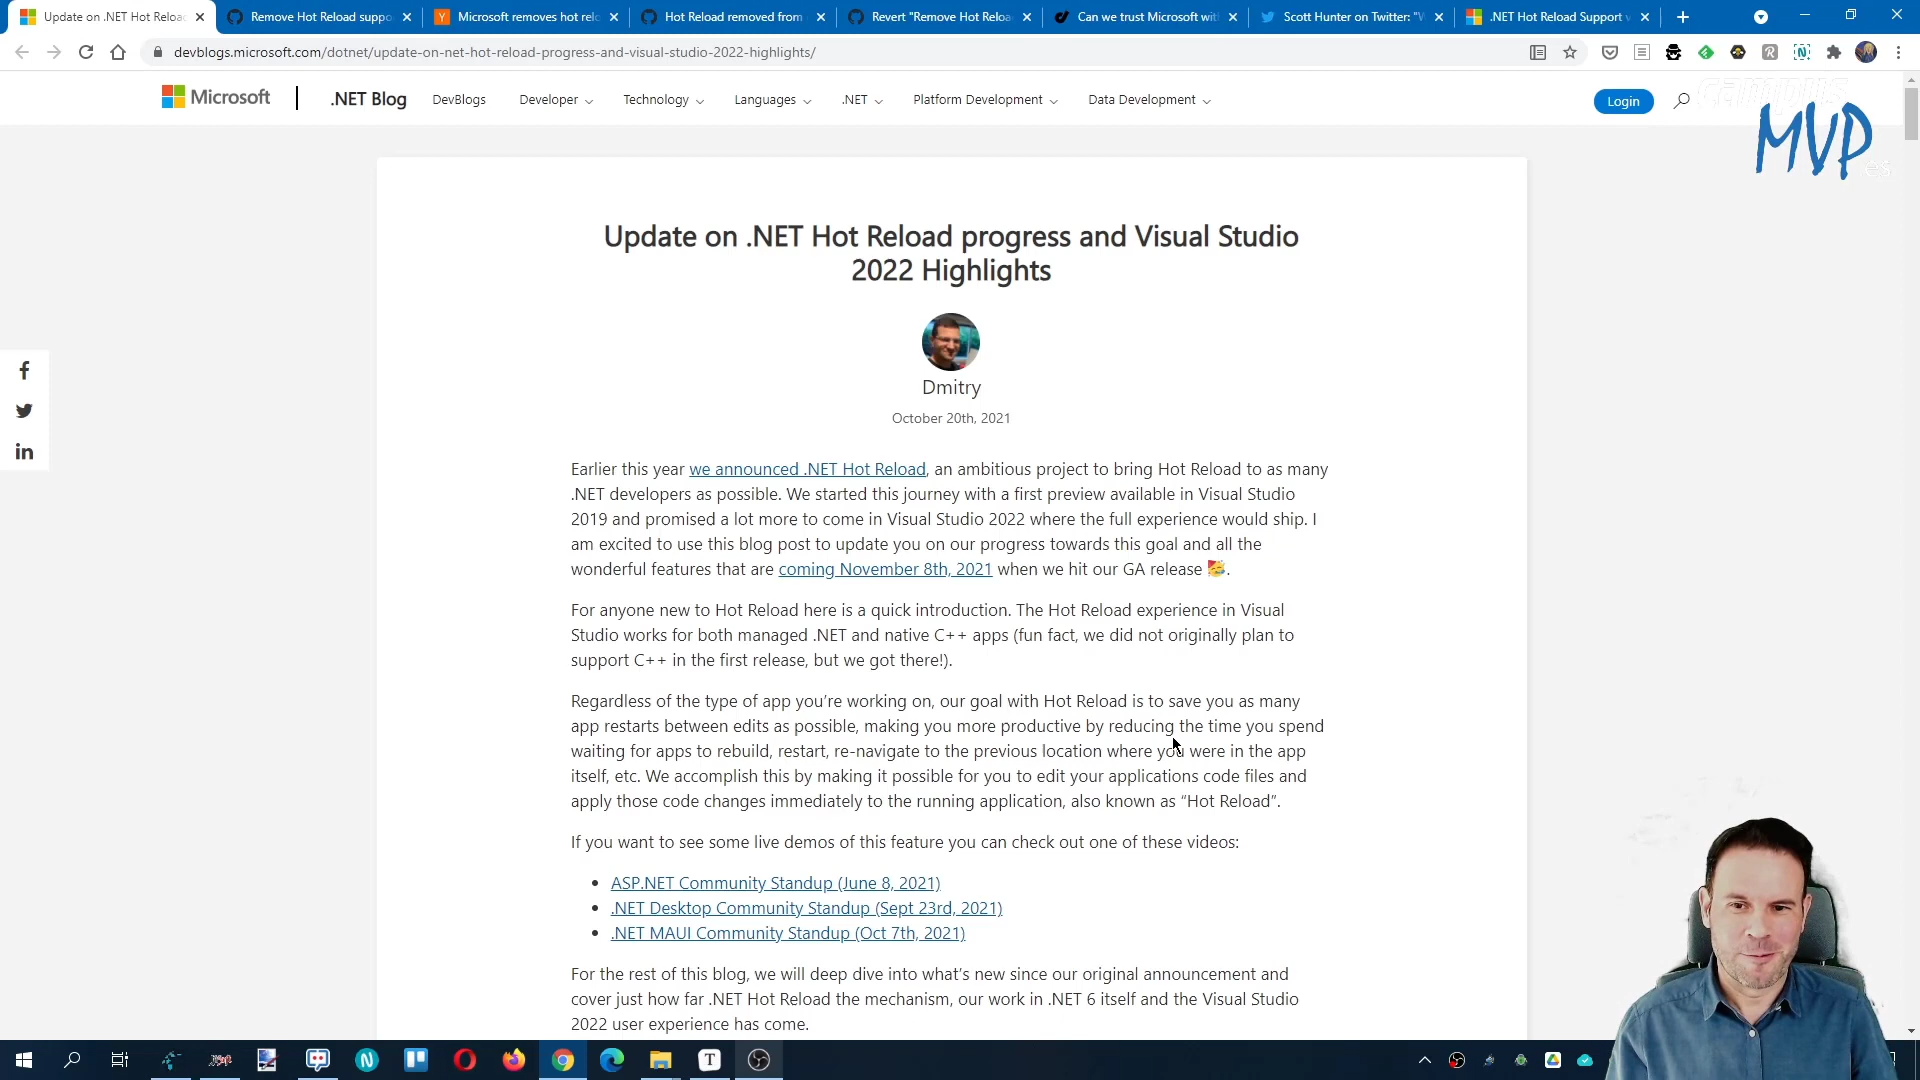 Update on .NET Hot Reload
Remove Hot Reload suppo
Microsoft removes hot relo
Hot Reload removed from
Revert "Remove Hot Reloa
Can we trust Microsoft wit
Scott Hunter on Twitter: "W
.NET Hot Reload Support v
devblogs.microsoft.com/dotnet/update-on-net-hot-reload-progress-and-visual-studio-2022-highlights/
Microsoft
.NET Blog
DevBlogs
Developer
Technology
Languages
.NET
Platform Development
Data Development
Login
campus
MVP
es
Update on .NET Hot Reload progress and Visual Studio
2022 Highlights
Dmitry
October 20th, 2021
Earlier this year we announced .NET Hot Reload, an ambitious project to bring Hot Reload to as many
.NET developers as possible. We started this journey with a first preview available in Visual Studio
2019 and promised a lot more to come in Visual Studio 2022 where the full experience would ship. I
am excited to use this blog post to update you on our progress towards this goal and all the
wonderful features that are coming November 8th, 2021 when we hit our GA release 🥳.
For anyone new to Hot Reload here is a quick introduction. The Hot Reload experience in Visual
Studio works for both managed .NET and native C++ apps (fun fact, we did not originally plan to
support C++ in the first release, but we got there!).
Regardless of the type of app you’re working on, our goal with Hot Reload is to save you as many
app restarts between edits as possible, making you more productive by reducing the time you spend
waiting for apps to rebuild, restart, re-navigate to the previous location where you were in the app
itself, etc. We accomplish this by making it possible for you to edit your applications code files and
apply those code changes immediately to the running application, also known as “Hot Reload”.
If you want to see some live demos of this feature you can check out one of these videos:
• ASP.NET Community Standup (June 8, 2021)
• .NET Desktop Community Standup (Sept 23rd, 2021)
• .NET MAUI Community Standup (Oct 7th, 2021)
For the rest of this blog, we will deep dive into what’s new since our original announcement and
cover just how far .NET Hot Reload the mechanism, our work in .NET 6 itself and the Visual Studio
2022 user experience has come.